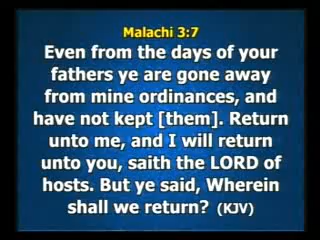 Malachi 3:7
Even from the days of your
fathers ye are gone away
from mine ordinances, and
have not kept [them]. Return
unto me, and I will return
unto you, saith the LORD of
hosts. But ye said, Wherein
shall we return? (KJV)